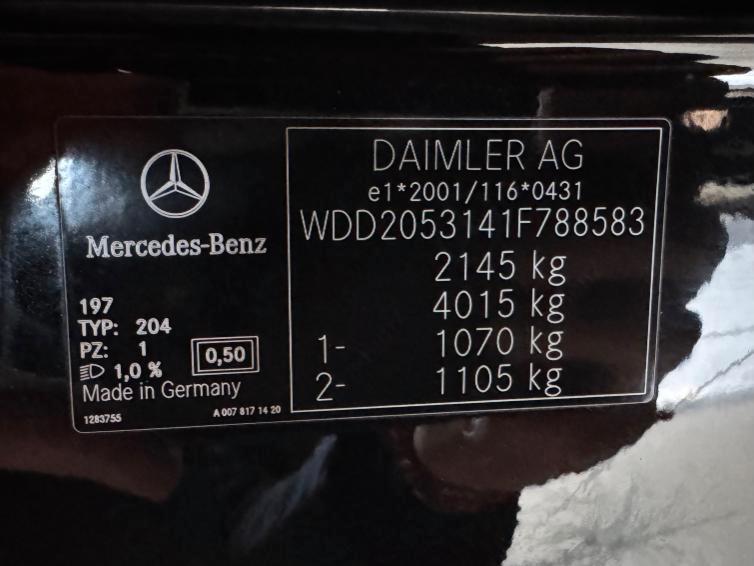 Mercedes-Benz
197
TYP: 204
PZ: 1
1,0 %
0,50
Made in Germany
1283755
A 007 817 14 20
DAIMLER AG
e1*2001/116*0431
WDD2053141F788583
2145 kg
4015 kg
1- 1070 kg
2- 1105 kg